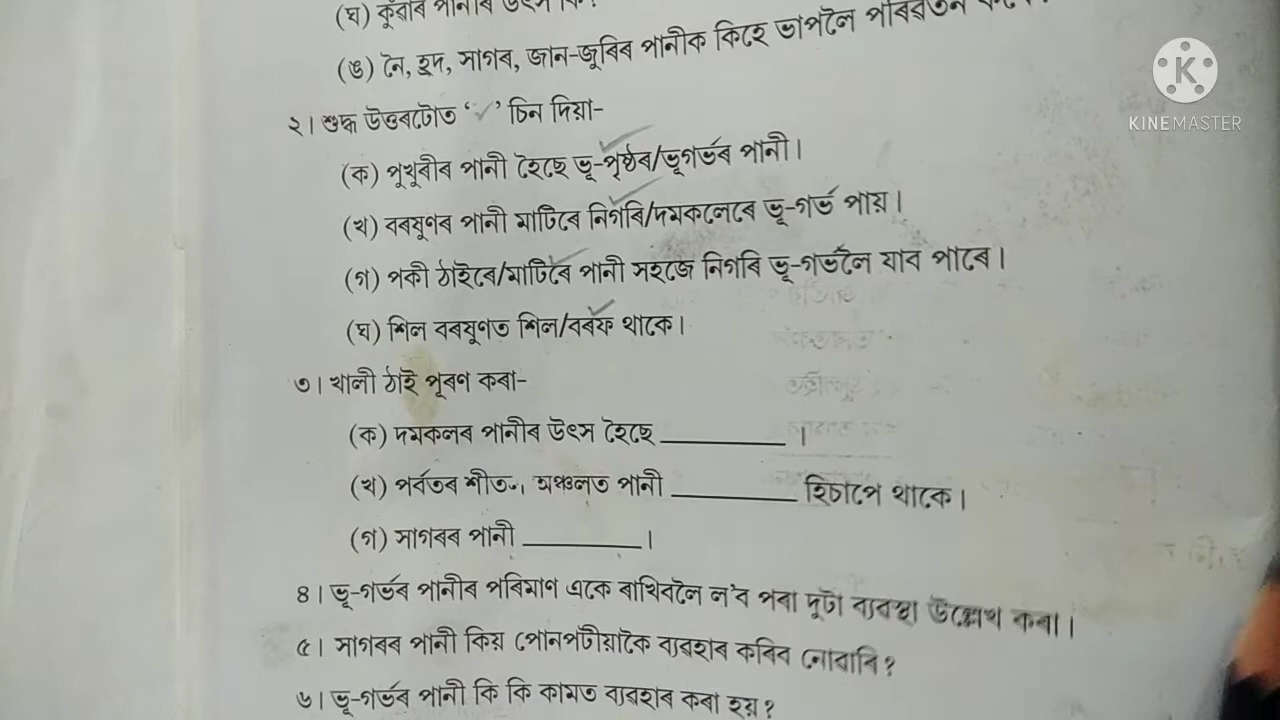 (ঘ) কুঁৱাৰ পানীৰ উৎস কি?
(ঙ) নৈ, হ্ৰদ, সাগৰ, জান-জুৰিৰ পানীক কিহে ভাপলৈ পৰিৱৰ্তন কৰে?
K
KINEMASTER
২। শুদ্ধ উত্তৰটোত ‘✓’ চিন দিয়া-
(ক) পুখুৰীৰ পানী হৈছে ভূ-পৃষ্ঠৰ/ভূগৰ্ভৰ পানী।
(খ) বৰষুণৰ পানী মাটিৰে নিগৰি/দমকলেৰে ভূ-গৰ্ভ পায়।
(গ) পকী ঠাইৰে/মাটিৰে পানী সহজে নিগৰি ভূ-গৰ্ভলৈ যাব পাৰে।
(ঘ) শিল বৰষুণত শিল/বৰফ থাকে।
৩। খালী ঠাই পূৰণ কৰা-
(ক) দমকলৰ পানীৰ উৎস হৈছে __________ ।
(খ) পৰ্বতৰ অঞ্চলত পানী __________ হিচাপে থাকে।
(গ) সাগৰৰ পানী __________।
৪। ভূ-গৰ্ভৰ পানীৰ পৰিমাণ একে ৰাখিবলৈ ল'ব পৰা দুটা ব্যৱস্থা উল্লেখ কৰা।
৫। সাগৰৰ পানী কিয় পোনপটীয়াকৈ ব্যৱহাৰ কৰিব নোৱাৰি?
৬। ভূ-গৰ্ভৰ পানী কি কি কামত ব্যৱহাৰ কৰা হয়?